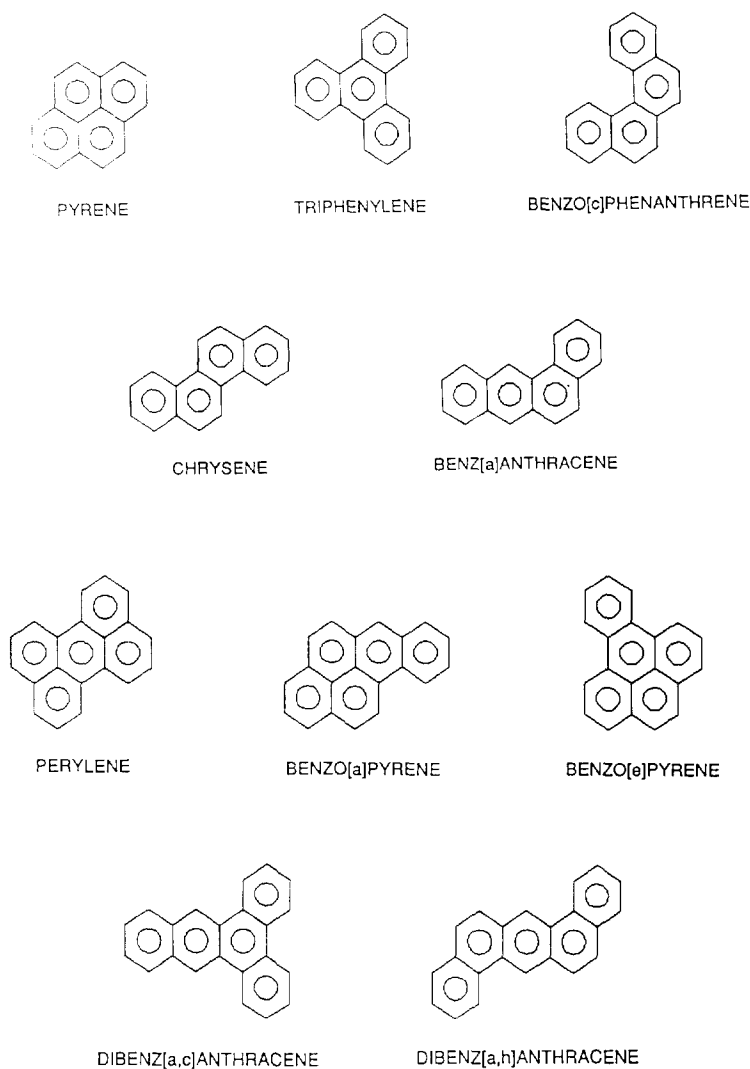 PYRENE
TRIPHENYLENE
BENZO[c]PHENANTHRENE
CHRYSENE
BENZ[a]ANTHRACENE
PERYLENE
BENZO[a]PYRENE
BENZO[e]PYRENE
DIBENZ[a,c]ANTHRACENE
DIBENZ[a,h]ANTHRACENE